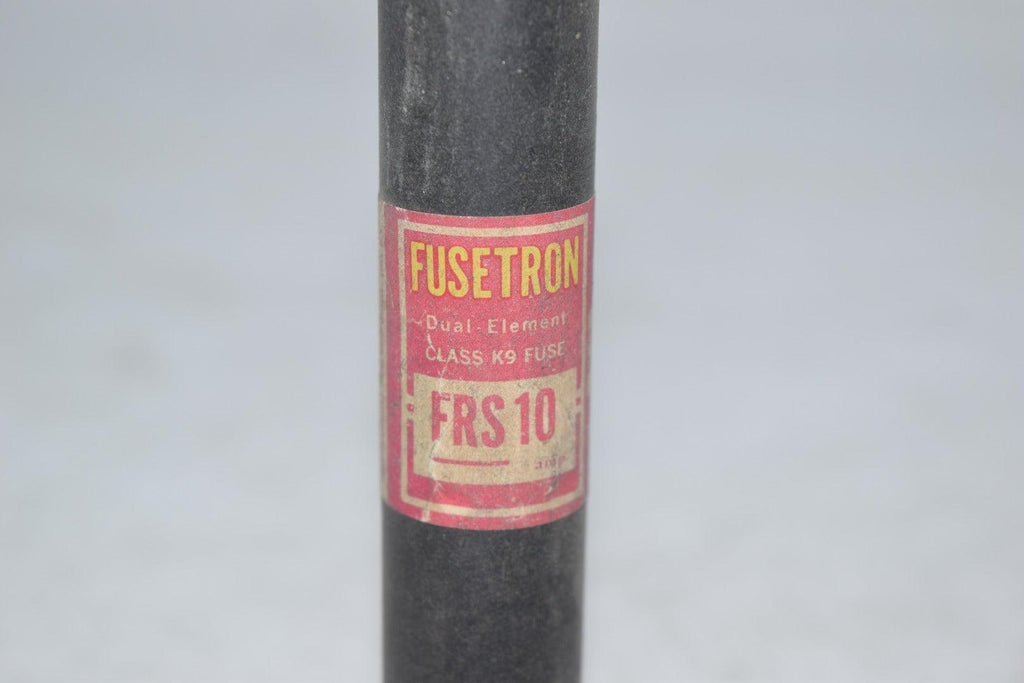 FUSETRON
Dual-Element
CLASS K9 FUSE
FRS 10
amp.